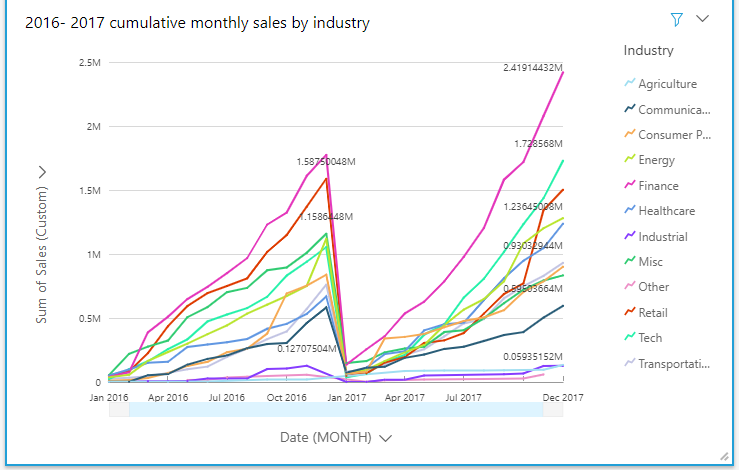 2016- 2017 cumulative monthly sales by industry
Industry
Agriculture
Communica...
Consumer P...
Energy
Finance
Healthcare
Industrial
Misc
Other
Retail
Tech
Transportati...
Sum of Sales (Custom)
2.5M
2M
1.5M
1M
0.5M
0
2.41914432M
1.728568M
1.58750048M
1.23645098M
1.1586448M
0.93032944M
0.69503664M
0.12707504M
0.05935152M
Jan 2016
Apr 2016
Jul 2016
Oct 2016
Jan 2017
Apr 2017
Jul 2017
Dec 2017
Date (MONTH)